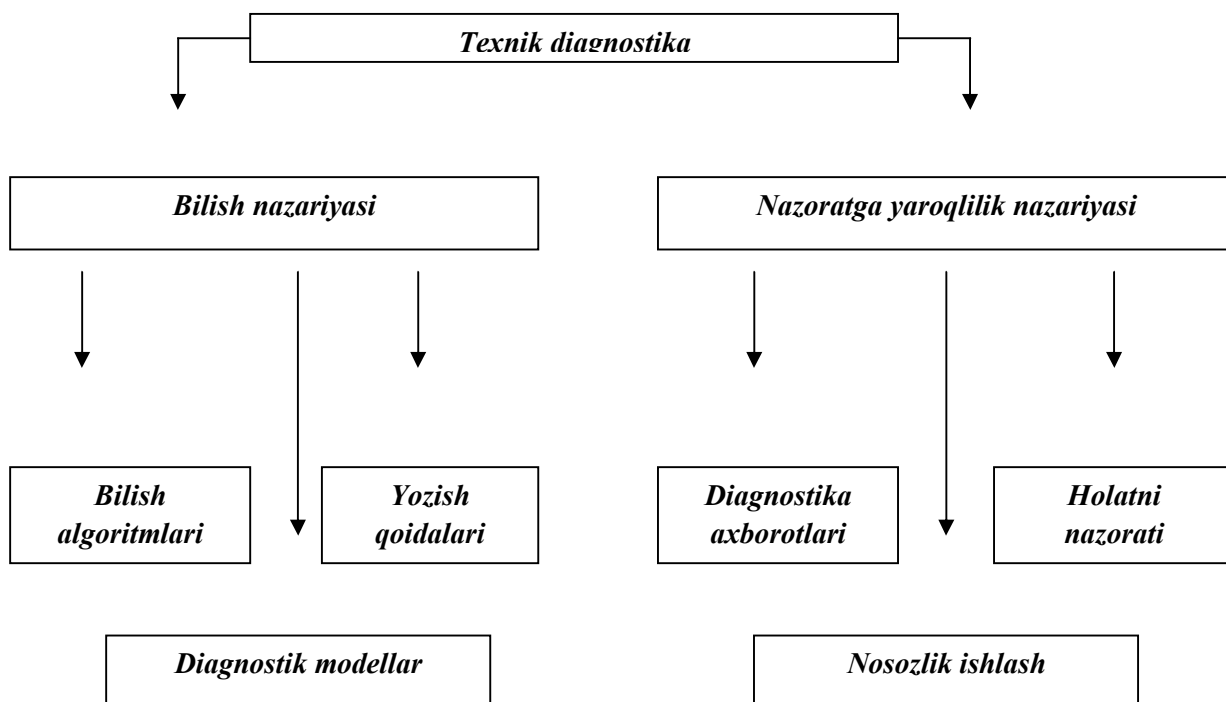 Texnik diagnostika
Bilish nazariyasi
Nazoratga yaroqlilik nazariyasi
Bilish
algoritmlari
Yozish
qoidalari
Diagnostika
axborotlari
Holatni
nazorati
Diagnostik modellar
Nosozlik ishlash